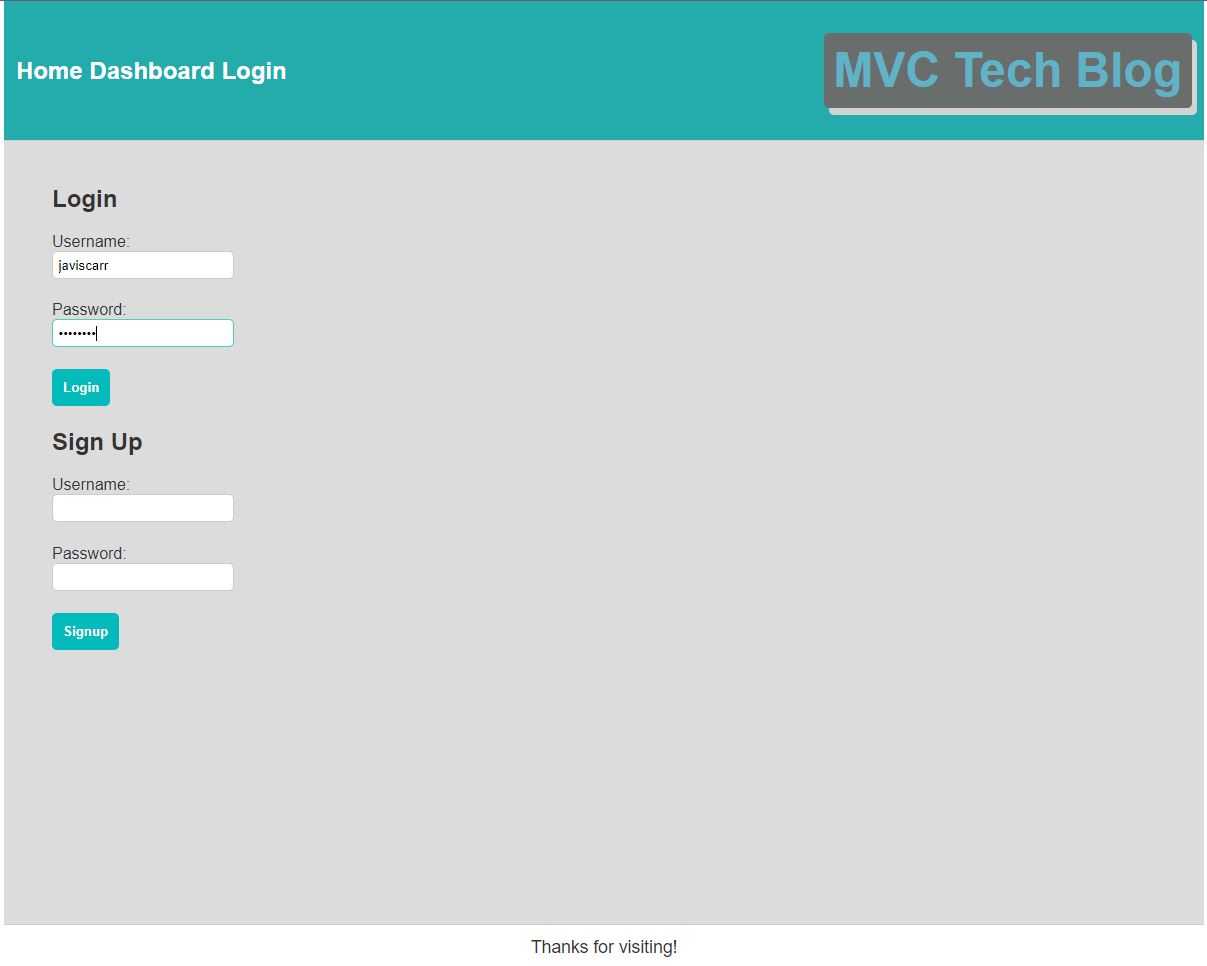 Home Dashboard Login
MVC Tech Blog
Login
Username:
javiscarr
Password:
••••••••
Login
Sign Up
Username:
Password:
Signup
Thanks for visiting!